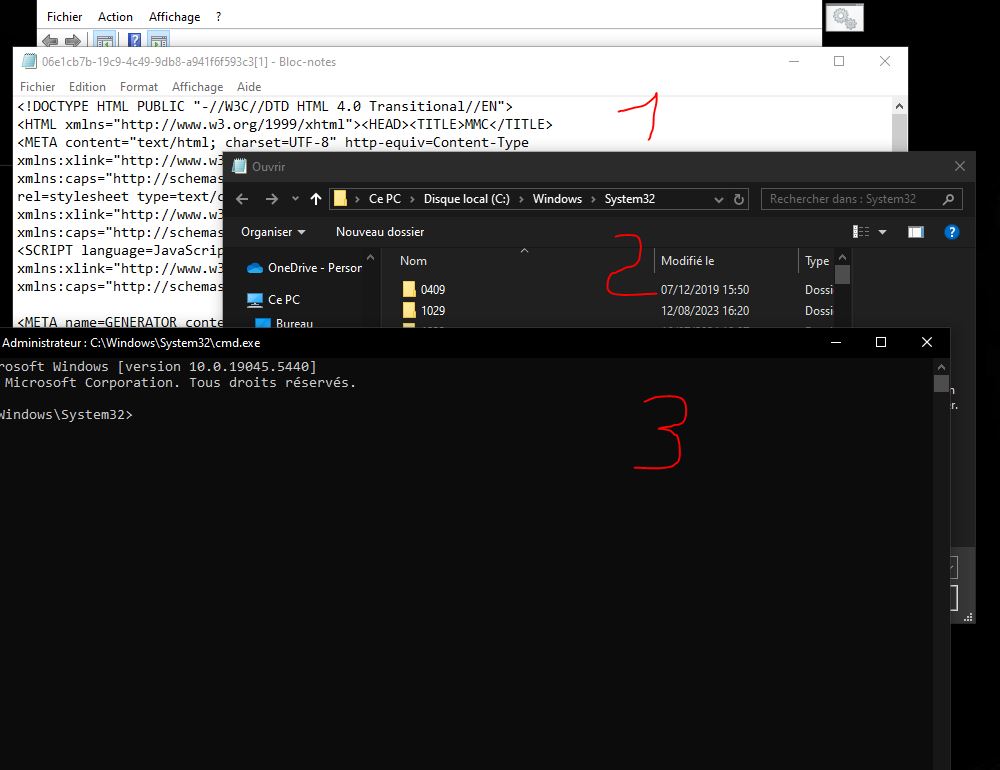 Fichier Action Affichage ?
06e1cb7b-19c9-4c49-9db8-a941f6f593c3[1] - Bloc-notes
Fichier Edition Format Affichage Aide
<!DOCTYPE HTML PUBLIC "-//W3C//DTD HTML 4.0 Transitional//EN">
<HTML xmlns="http://www.w3.org/1999/xhtml"><HEAD><TITLE>MMC</TITLE>
<META content="text/html; charset=UTF-8" http-equiv=Content-Type
1
xmlns:xlink="http://www.w3
xmlns:caps="http://schemas
rel=stylesheet type=text/c
xmlns:xlink="http://www.w3
xmlns:caps="http://schemas
<SCRIPT language=JavaScrip
xmlns:xlink="http://www.w3
xmlns:caps="http://schemas
<META name=GENERATOR conte
Ouvrir
Ce PC > Disque local (C:) > Windows > System32
Rechercher dans : System32
Organiser Nouveau dossier
?
2
OneDrive - Person
Ce PC
Bureau
Nom Modifié le Type
0409 07/12/2019 15:50 Dossi
1029 12/08/2023 16:20 Dossi
Administrateur : C:\Windows\System32\cmd.exe
rosoft Windows [version 10.0.19045.5440]
Microsoft Corporation. Tous droits réservés.
Windows\System32>
3